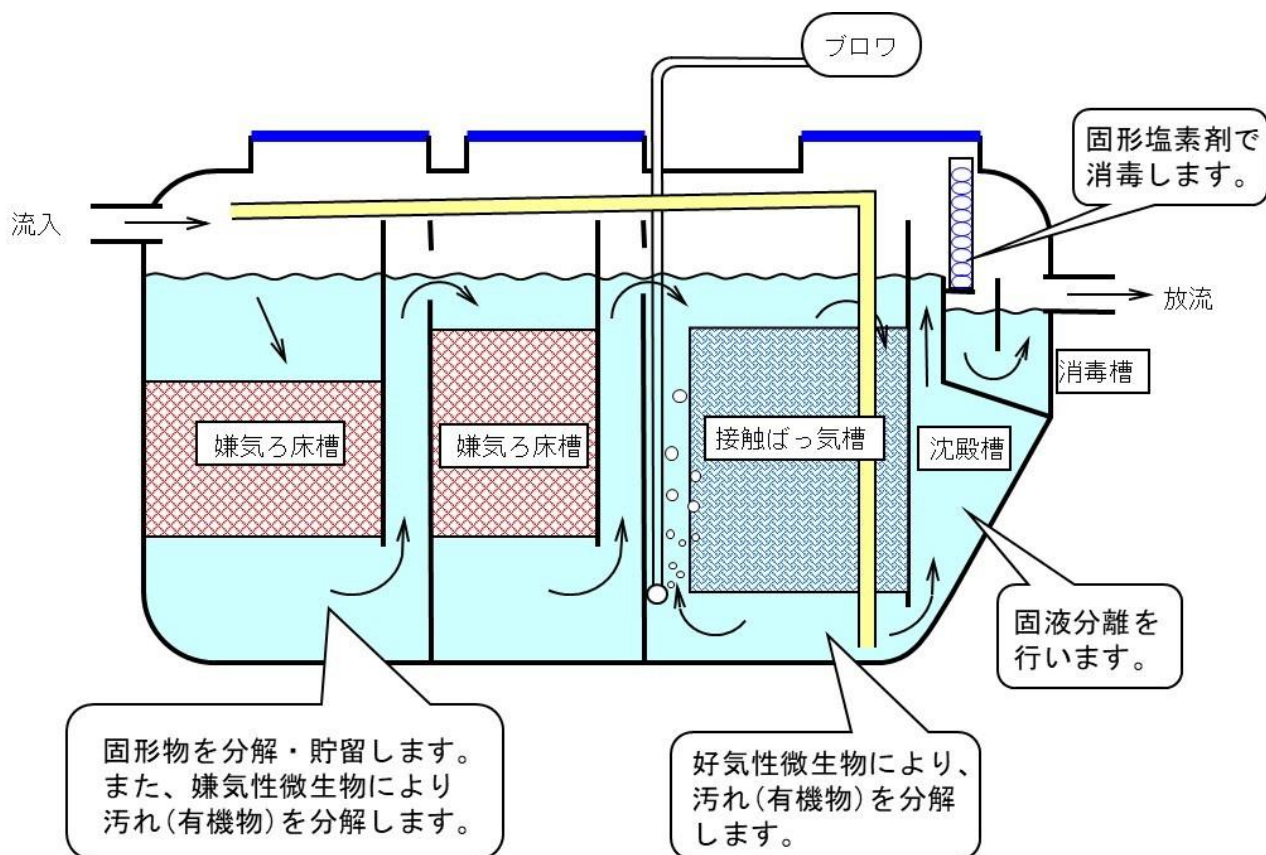 ブロワ
固形塩素剤で
消毒します。
流入
放流
消毒槽
嫌気ろ床槽
嫌気ろ床槽
接触ばっ気槽
沈殿槽
固液分離を
行います。
固形物を分解・貯留します。
また、嫌気性微生物により
汚れ(有機物)を分解します。
好気性微生物により、
汚れ(有機物)を分解
します。